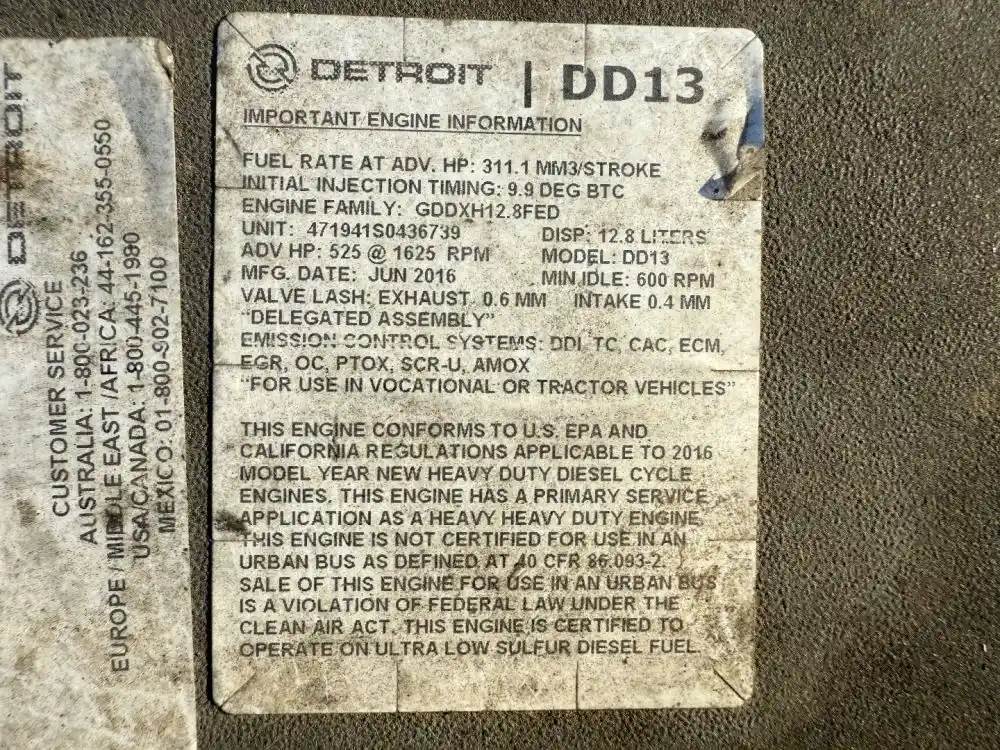 DETROIT
CUSTOMER SERVICE
AUSTRALIA: 1-800-023-236
EUROPE / MIDDLE EAST /AFRICA: 44-162-355-0550
USA/CANADA: 1-800-445-1990
MEXICO: 01-800-902-7100
DETROIT | DD13
IMPORTANT ENGINE INFORMATION
FUEL RATE AT ADV. HP: 311.1 MM3/STROKE
INITIAL INJECTION TIMING: 9.9 DEG BTC
ENGINE FAMILY: GDDXH12.8FED
UNIT: 471941S0436739 DISP: 12.8 LITERS
ADV HP: 525 @ 1625 RPM MODEL: DD13
MFG. DATE: JUN 2016 MIN IDLE: 600 RPM
VALVE LASH: EXHAUST 0.6 MM INTAKE 0.4 MM
"DELEGATED ASSEMBLY"
EMISSION CONTROL SYSTEMS: DDI, TC, CAC, ECM,
EGR, OC, PTOX, SCR-U, AMOX
"FOR USE IN VOCATIONAL OR TRACTOR VEHICLES"
THIS ENGINE CONFORMS TO U.S. EPA AND
CALIFORNIA REGULATIONS APPLICABLE TO 2016
MODEL YEAR NEW HEAVY DUTY DIESEL CYCLE
ENGINES. THIS ENGINE HAS A PRIMARY SERVICE
APPLICATION AS A HEAVY HEAVY DUTY ENGINE.
THIS ENGINE IS NOT CERTIFIED FOR USE IN AN
URBAN BUS AS DEFINED AT 40 CFR 86.093-2.
SALE OF THIS ENGINE FOR USE IN AN URBAN BUS
IS A VIOLATION OF FEDERAL LAW UNDER THE
CLEAN AIR ACT. THIS ENGINE IS CERTIFIED TO
OPERATE ON ULTRA LOW SULFUR DIESEL FUEL.